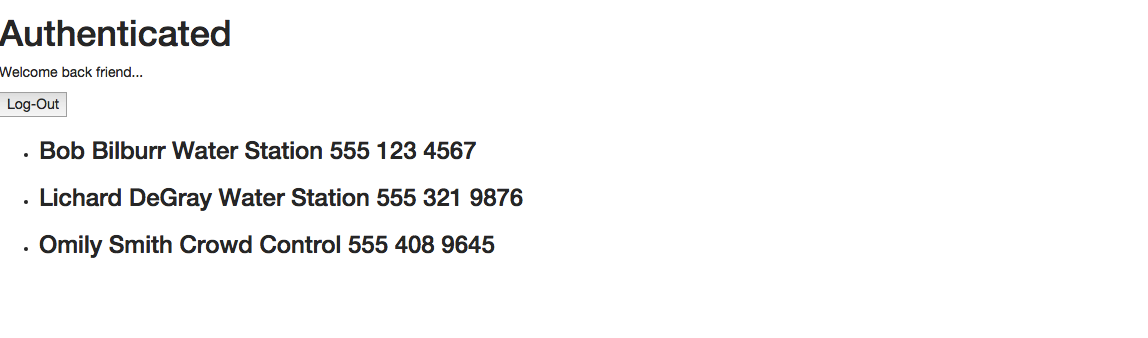 Authenticated
Welcome back friend...
Log-Out
Bob Bilburr Water Station 555 123 4567
Lichard DeGray Water Station 555 321 9876
Omily Smith Crowd Control 555 408 9645